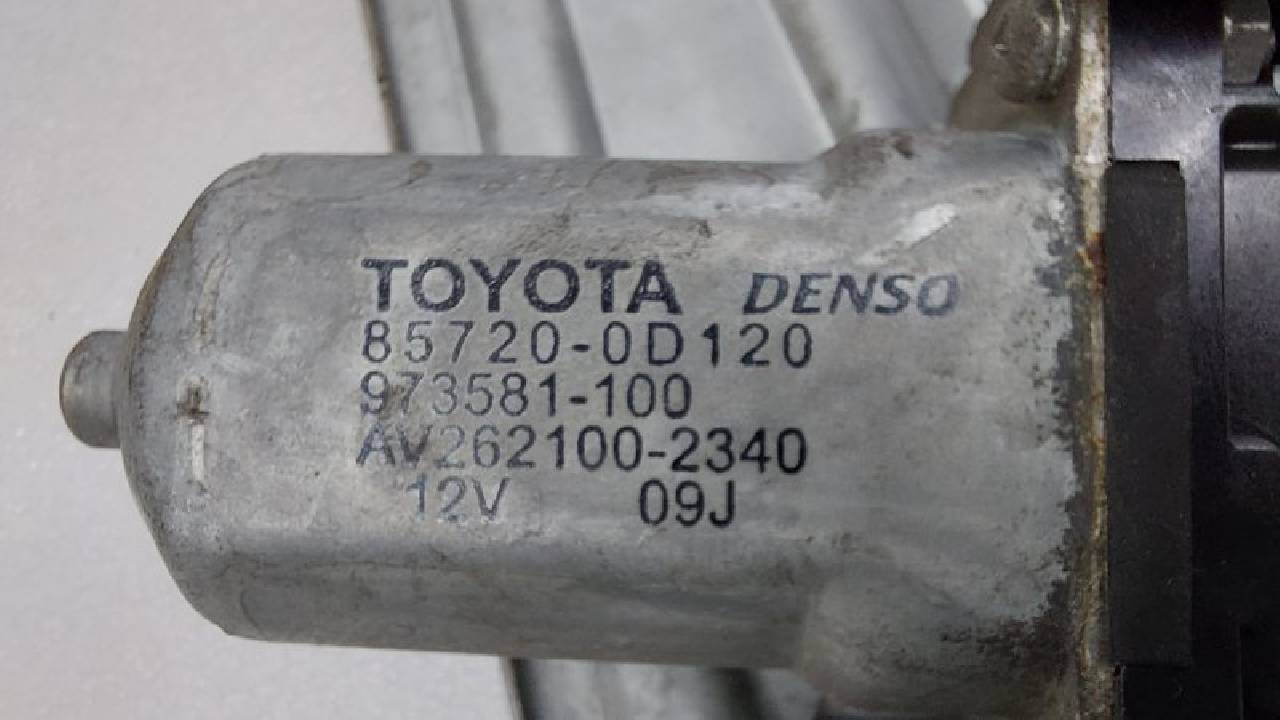 TOYOTA DENSO
85720-0D120
973581-100
AV262100-2340
12V 09J